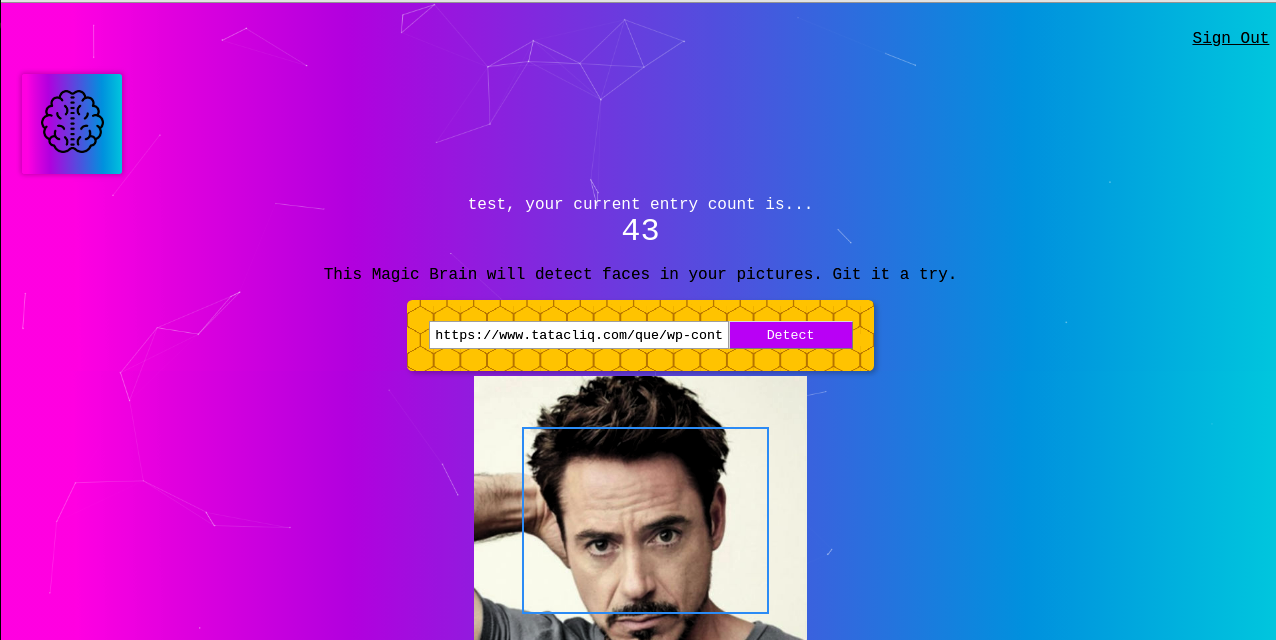 Sign Out
test, your current entry count is...
43
This Magic Brain will detect faces in your pictures. Git it a try.
https://www.tatacliq.com/que/wp-cont
Detect